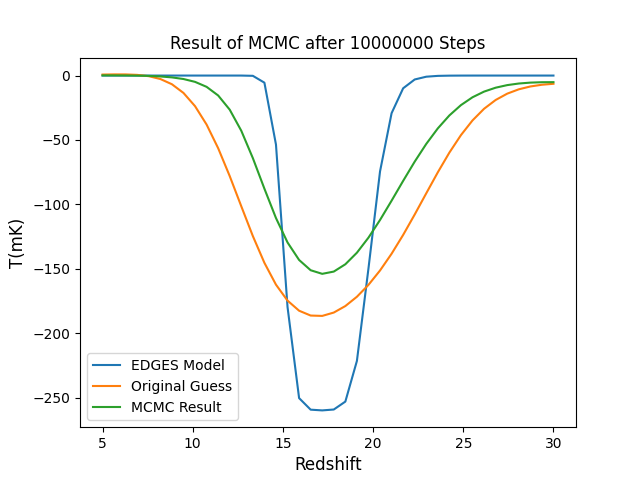 Result of MCMC after 10000000 Steps
T(mK)
0
−50
−100
−150
−200
−250
EDGES Model
Original Guess
MCMC Result
5 10 15 20 25 30
Redshift